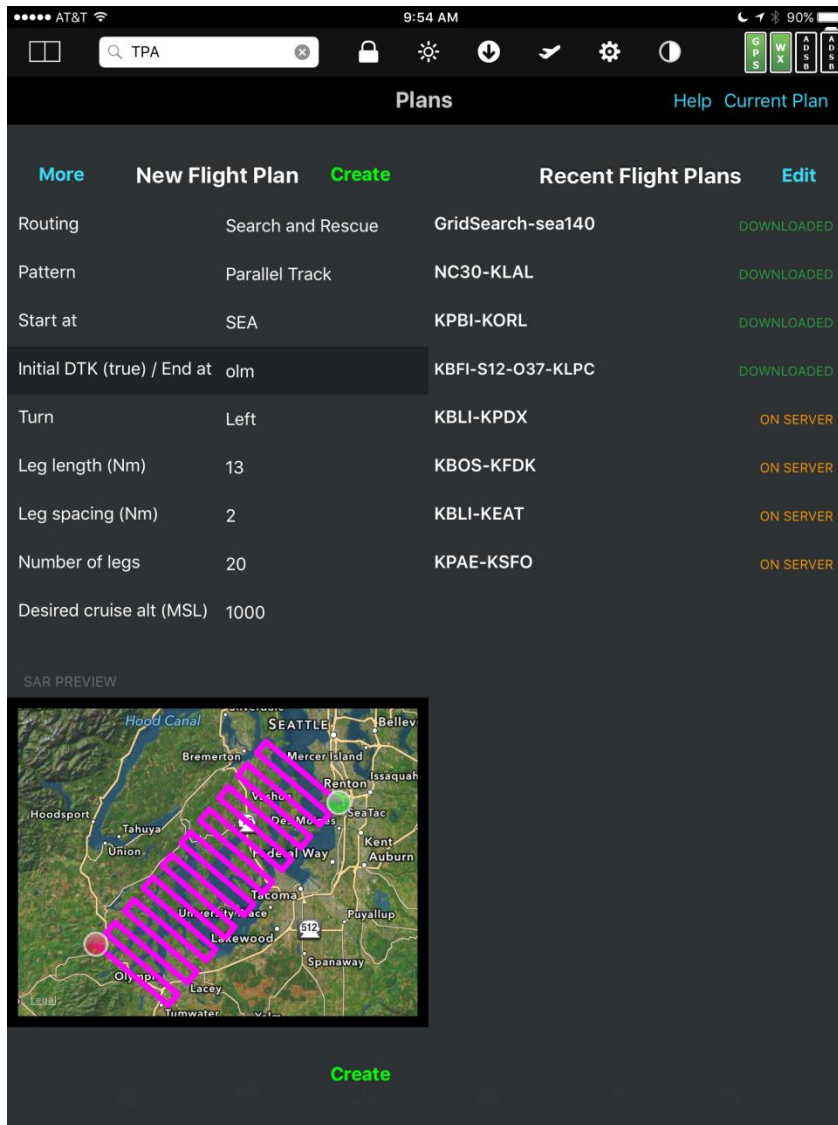 AT&T 9:54 AM 90%
TPA GPS WX ADSB ADSB
Plans Help Current Plan
More New Flight Plan Create
Routing Search and Rescue
Pattern Parallel Track
Start at SEA
Initial DTK (true) / End at olm
Turn Left
Leg length (Nm) 13
Leg spacing (Nm) 2
Number of legs 20
Desired cruise alt (MSL) 1000
Recent Flight Plans Edit
GridSearch-sea140 DOWNLOADED
NC30-KLAL DOWNLOADED
KPBI-KORL DOWNLOADED
KBFI-S12-O37-KLPC DOWNLOADED
KBLI-KPDX ON SERVER
KBOS-KFDK ON SERVER
KBLI-KEAT ON SERVER
KPAE-KSFO ON SERVER
SAR PREVIEW
Hood Canal
SEATTLE
Bellev
Bremerton
Mercer Island
Renton
Issaquah
Hoodsport
SeaTac
Tahuya
Kent
Union
Federal Way
Auburn
Tacoma
Puyallup
Lakewood
512
Spanaway
Lacey
Legal
Tumwater
Create